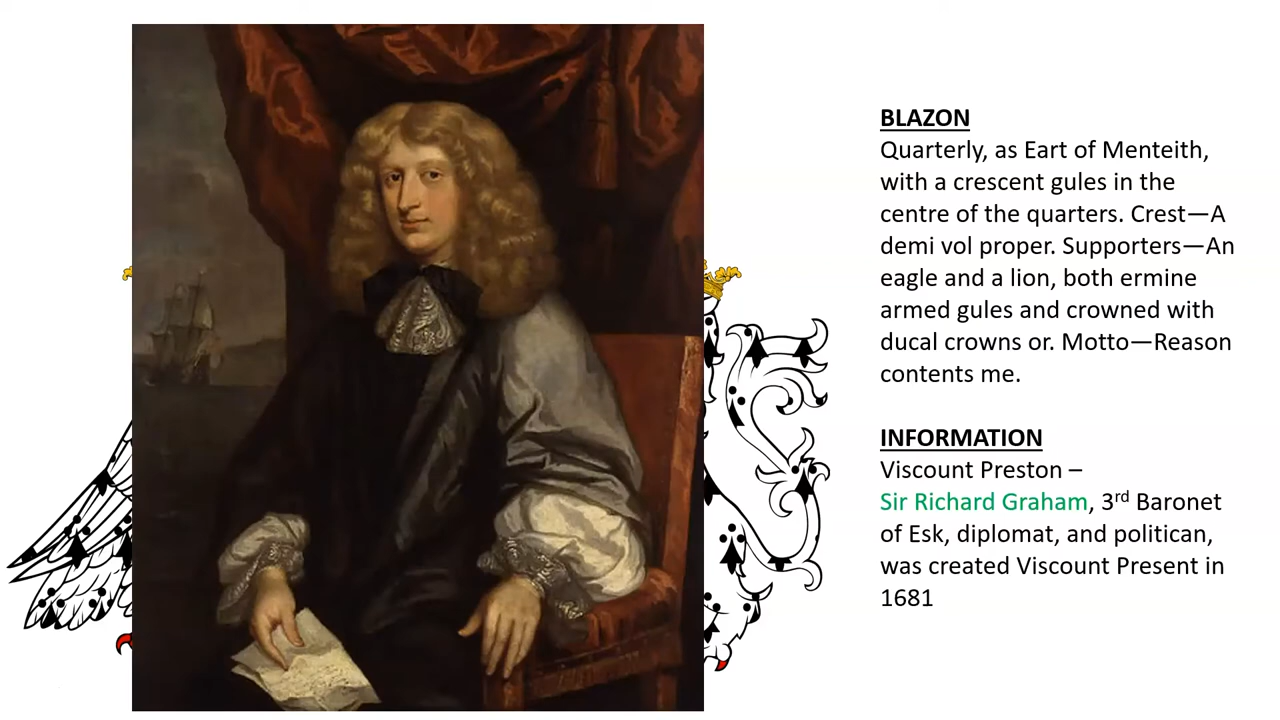 BLAZON
Quarterly, as Eart of Menteith,
with a crescent gules in the
centre of the quarters. Crest—A
demi vol proper. Supporters—An
eagle and a lion, both ermine
armed gules and crowned with
ducal crowns or. Motto—Reason
contents me.
INFORMATION
Viscount Preston –
Sir Richard Graham, 3rd Baronet
of Esk, diplomat, and politican,
was created Viscount Present in
1681